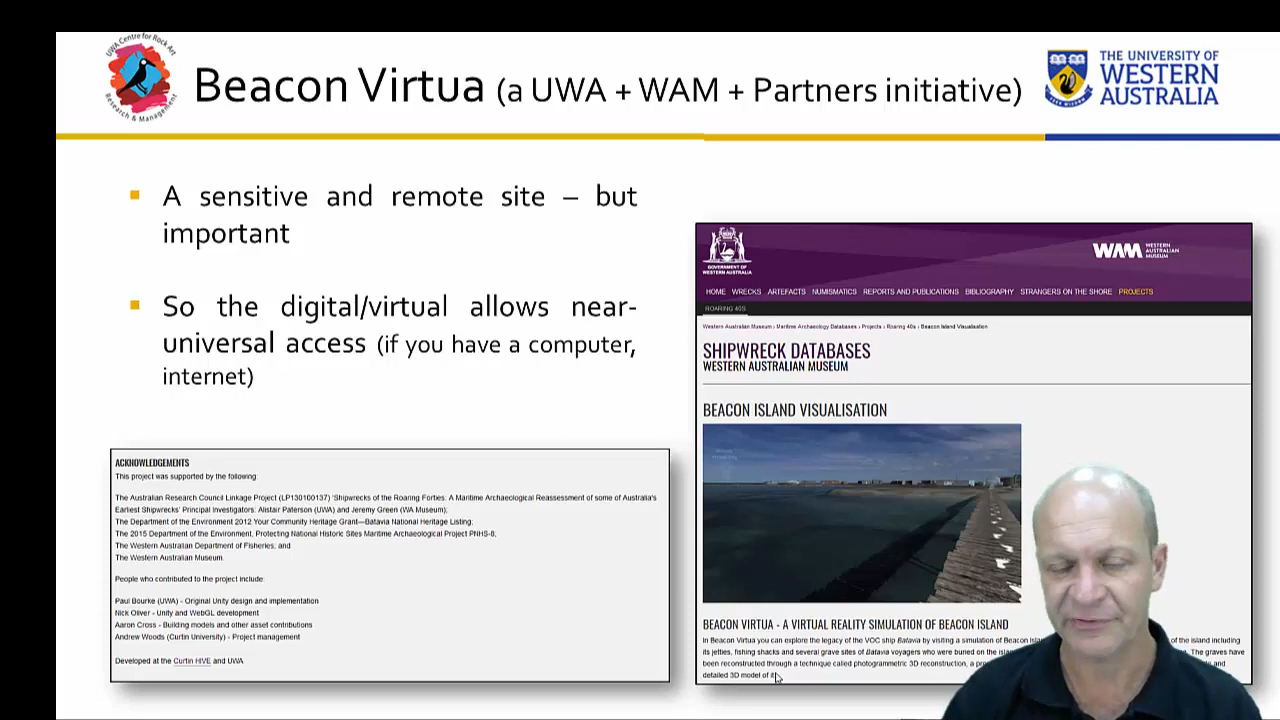 UWA Centre for Rock Art
Research & Management
Beacon Virtua (a UWA + WAM + Partners initiative)
THE UNIVERSITY OF
WESTERN
AUSTRALIA
▪ A sensitive and remote site – but
important
▪ So the digital/virtual allows near-
universal access (if you have a computer,
internet)
ACKNOWLEDGEMENTS
This project was supported by the following:
The Australian Research Council Linkage Project (LP130100137) 'Shipwrecks of the Roaring Forties: A Maritime Archaeological Reassessment of some of Australia's
Earliest Shipwrecks' Principal Investigators: Alistair Paterson (UWA) and Jeremy Green (WA Museum);
The Department of the Environment 2012 Your Community Heritage Grant—Batavia National Heritage Listing;
The 2015 Department of the Environment, Protecting National Historic Sites Maritime Archaeological Project PNHS-8;
The Western Australian Department of Fisheries; and
The Western Australian Museum.
People who contributed to the project include:
Paul Bourke (UWA) - Original Unity design and implementation
Nick Oliver - Unity and WebGL development
Aaron Cross - Building models and other asset contributions
Andrew Woods (Curtin University) - Project management
Developed at the Curtin HIVE and UWA
GOVERNMENT OF
WESTERN AUSTRALIA
WAM WESTERN
AUSTRALIAN
MUSEUM
HOME WRECKS ARTEFACTS NUMISMATICS REPORTS AND PUBLICATIONS BIBLIOGRAPHY STRANGERS ON THE SHORE PROJECTS
ROARING 40S
Western Australian Museum › Maritime Archaeology Databases › Projects › Roaring 40s › Beacon Island Visualisation
SHIPWRECK DATABASES
WESTERN AUSTRALIAN MUSEUM
BEACON ISLAND VISUALISATION
BEACON VIRTUA - A VIRTUAL REALITY SIMULATION OF BEACON ISLAND
In Beacon Virtua you can explore the legacy of the VOC ship Batavia by visiting a simulation of Beacon of the island including
its jetties, fishing shacks and several grave sites of Batavia voyagers who were buried on the The graves have
been reconstructed through a technique called photogrammetric 3D reconstruction, a and
detailed 3D model of